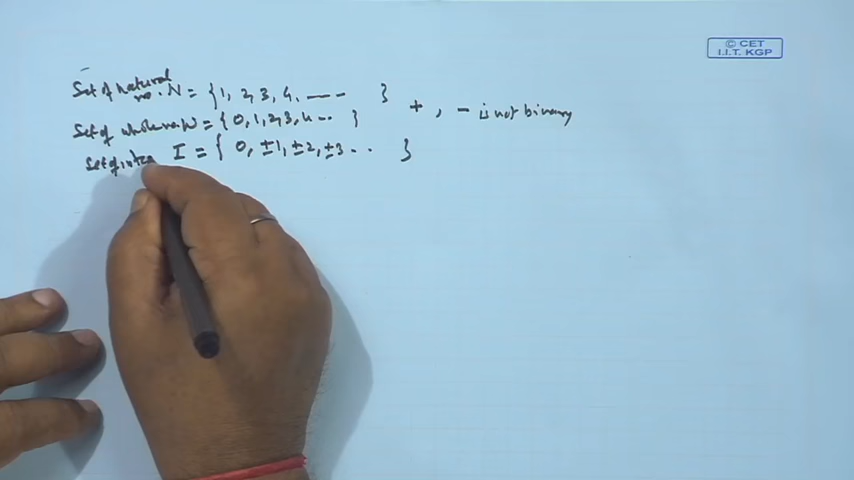 © CET
I.I.T. KGP
Set of natural
no. N = {1, 2, 3, 4, ..... }
Set of whole no. W = {0, 1, 2, 3, 4 .. }
+, - is not binary
Set of integ I = {0, ±1, ±2, ±3 .. }